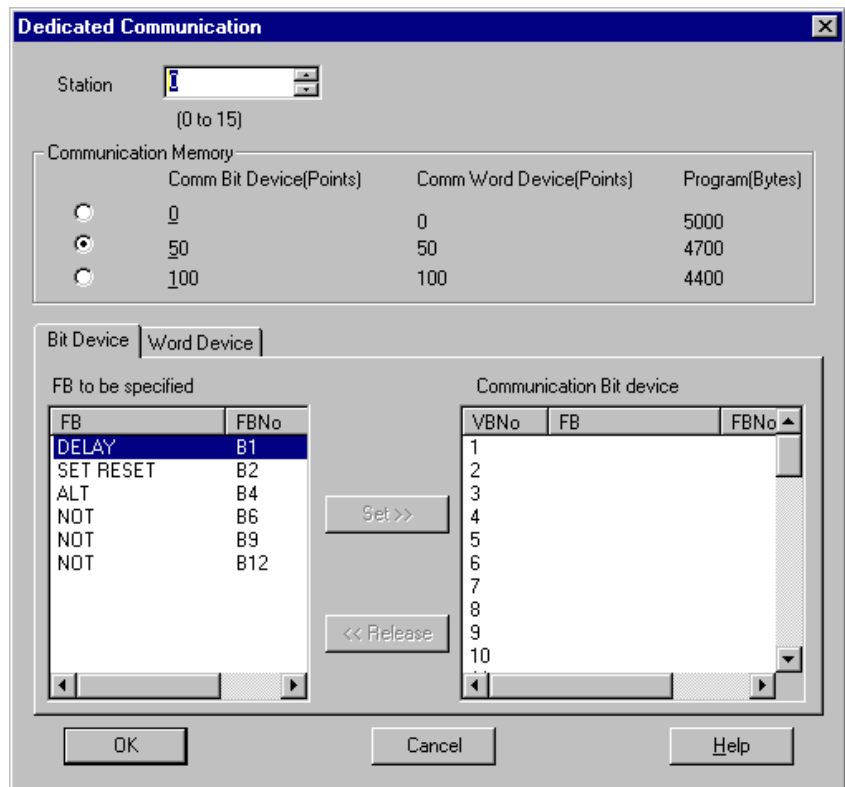 Dedicated Communication
Station 0
(0 to 15)
Communication Memory
Comm Bit Device(Points) Comm Word Device(Points) Program(Bytes)
0 0 5000
50 50 4700
100 100 4400
Bit Device Word Device
FB to be specified Communication Bit device
FB FBNo VBNo FB FBNo
DELAY B1 1
SET RESET B2 2
ALT B4 3
NOT B6 4
NOT B9 5
NOT B12 6
7
8
9
10
Set >>
<< Release
OK Cancel Help